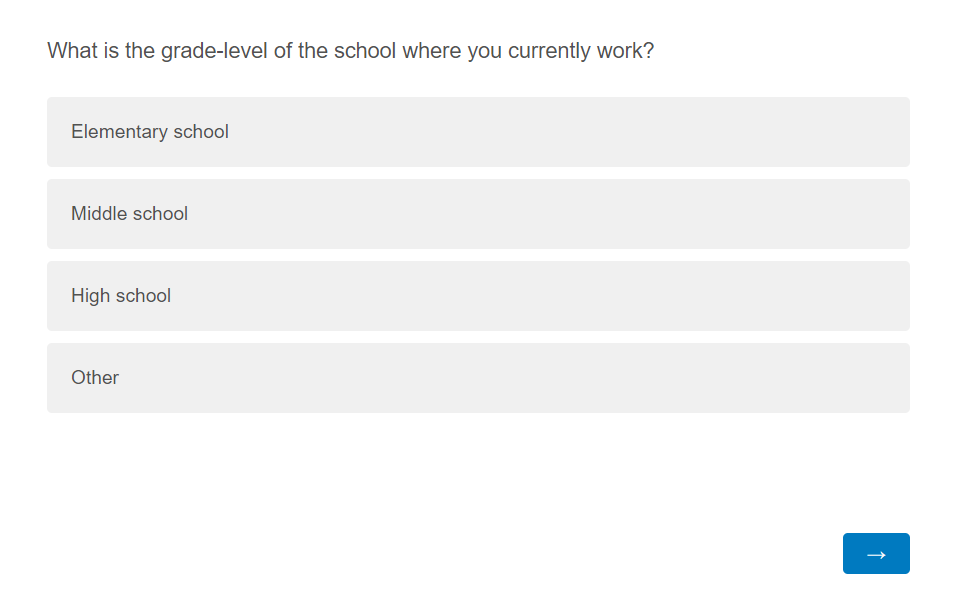 What is the grade-level of the school where you currently work?
Elementary school
Middle school
High school
Other
→